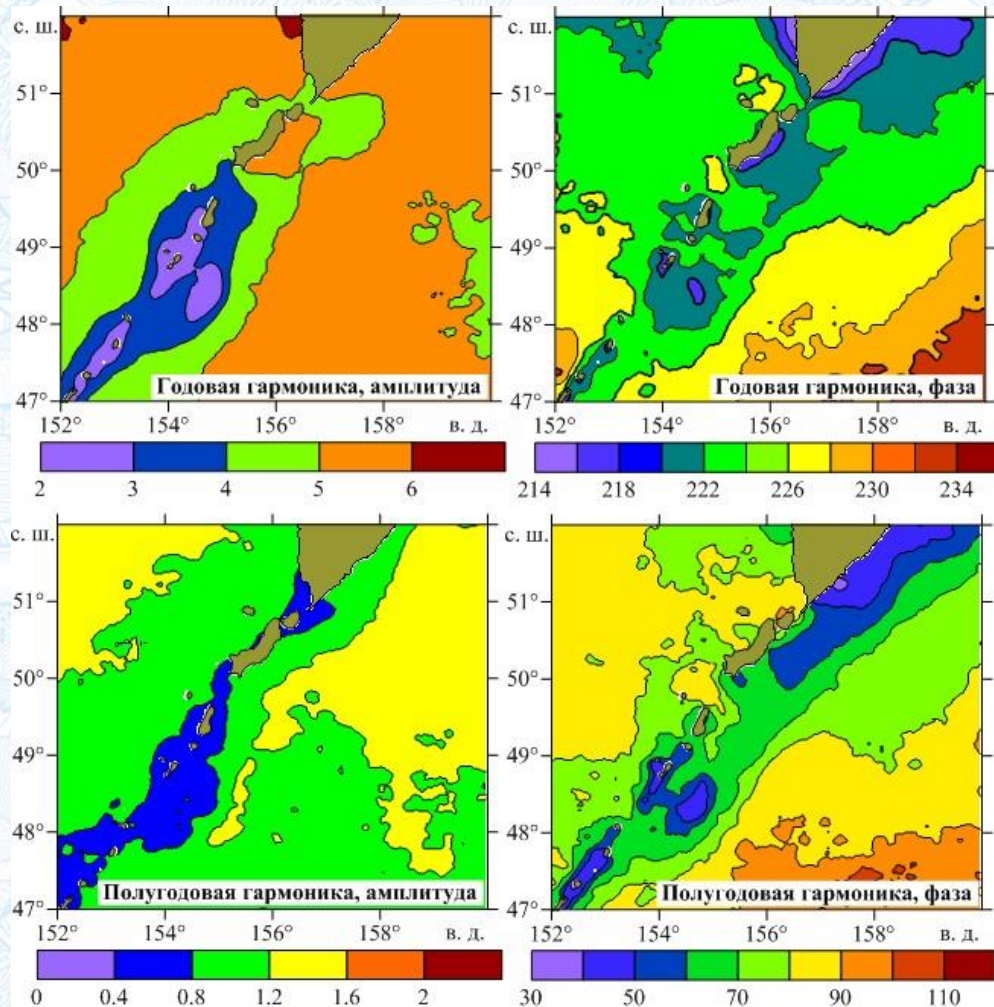 с. ш.
51°
50°
49°
48°
47°
Годовая гармоника, амплитуда
152° 154° 156° 158° в. д.
2 3 4 5 6
с. ш.
51°
50°
49°
48°
47°
Годовая гармоника, фаза
152° 154° 156° 158° в. д.
214 218 222 226 230 234
с. ш.
51°
50°
49°
48°
47°
Полугодовая гармоника, амплитуда
152° 154° 156° 158° в. д.
0 0.4 0.8 1.2 1.6 2
с. ш.
51°
50°
49°
48°
47°
Полугодовая гармоника, фаза
152° 154° 156° 158° в. д.
30 50 70 90 110